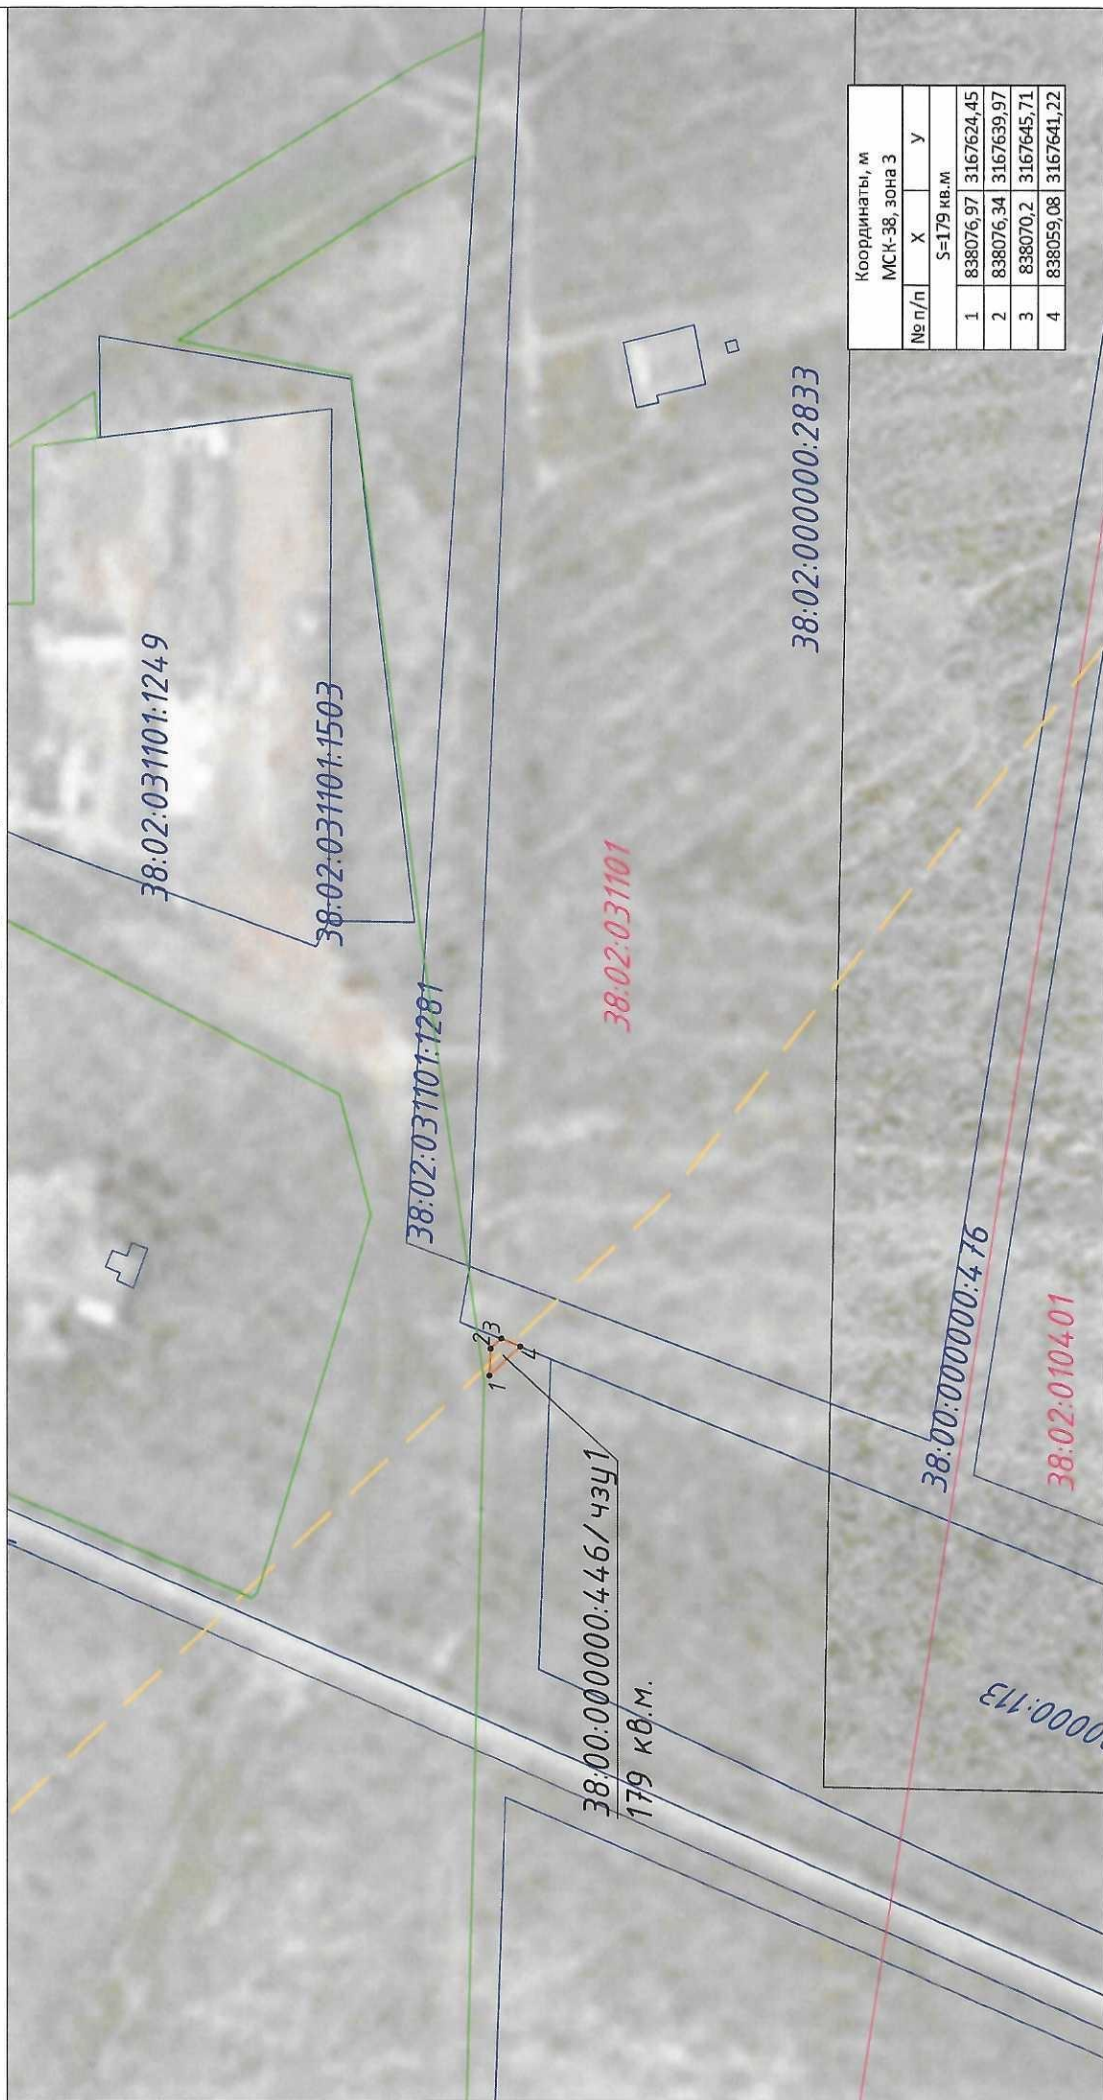 38:02:031101:1249
38:02:031101:1503
38:02:031101:1281
38:02:031101
38:02:000000:2833
1
2
3
4
38:00:000000:446/чзу1
179 кв.м.
38:00:000000:476
38:02:010401
0000:113
Координаты, м
МСК-38, зона 3
№ п/п X У
S=179 кв.м
1 838076,97 3167624,45
2 838076,34 3167639,97
3 838070,2 3167645,71
4 838059,08 3167641,22